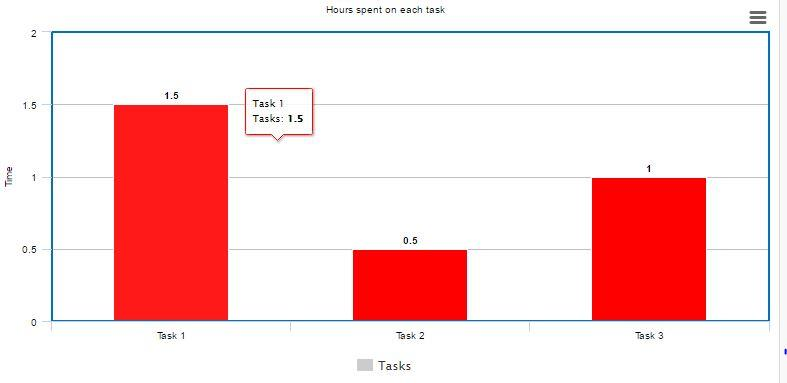 Hours spent on each task
2
1.5
1
0.5
0
Time
1.5
0.5
1
Task 1
Tasks: 1.5
Task 1
Task 2
Task 3
Tasks